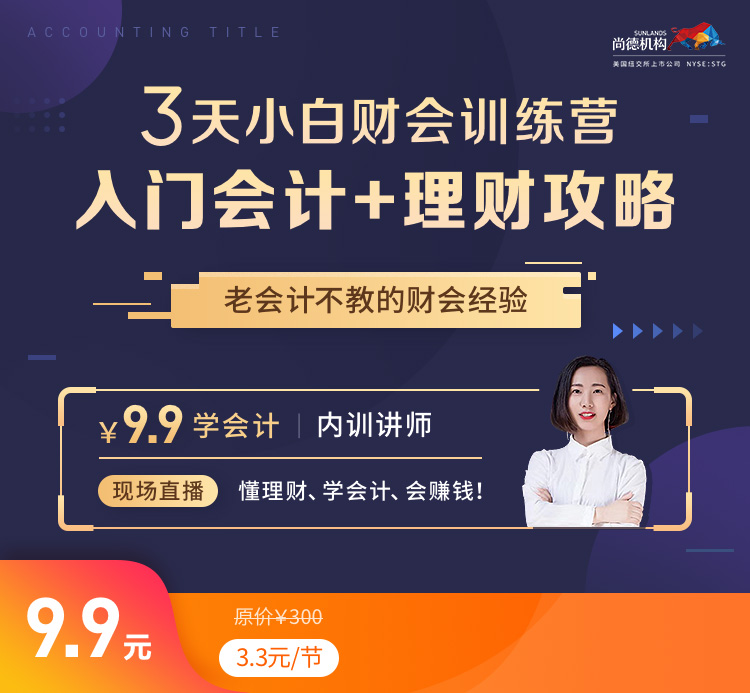 ACCOUNTING TITLE
SUNLANDS
尚德机构
美国纽交所上市公司 NYSE:STG
3天小白财会训练营
入门会计+理财攻略
老会计不教的财会经验
¥9.9学会计 | 内训讲师
现场直播 懂理财、学会计、会赚钱!
9.9元
原价¥300
3.3元/节